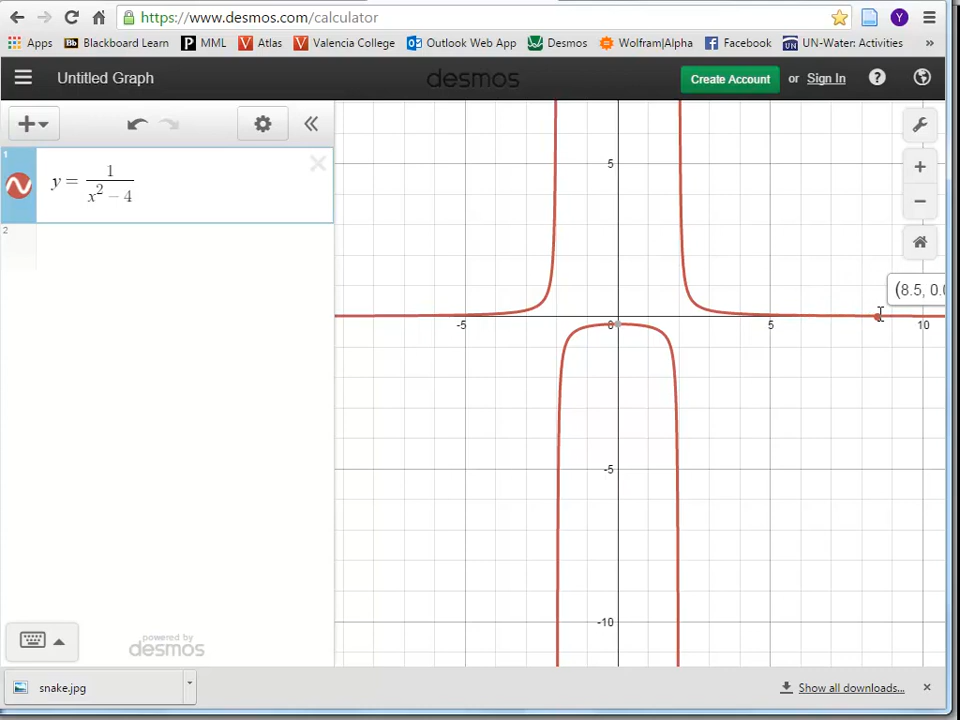 https://www.desmos.com/calculator
Apps Blackboard Learn MML Atlas Valencia College Outlook Web App Desmos Wolfram|Alpha Facebook UN-Water: Activities »
Untitled Graph desmos Create Account or Sign In ?
1
y = 1/(x² − 4)
2
(8.5, 0.0
5
-5 0 5 10
-5
-10
powered by
desmos
snake.jpg Show all downloads...